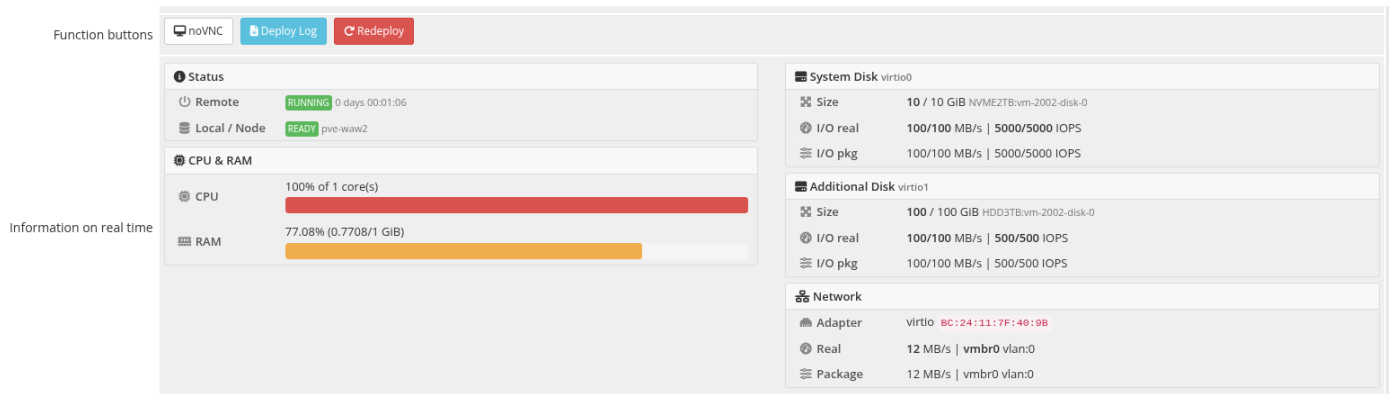 Function buttons
noVNC
Deploy Log
Redeploy
Information on real time
Status
Remote RUNNING 0 days 00:01:06
Local / Node READY pve-waw2
CPU & RAM
CPU
100% of 1 core(s)
RAM
77.08% (0.7708/1 GiB)
System Disk virtio0
Size 10 / 10 GiB NVME2TB:vm-2002-disk-0
I/O real 100/100 MB/s | 5000/5000 IOPS
I/O pkg 100/100 MB/s | 5000/5000 IOPS
Additional Disk virtio1
Size 100 / 100 GiB HDD3TB:vm-2002-disk-0
I/O real 100/100 MB/s | 500/500 IOPS
I/O pkg 100/100 MB/s | 500/500 IOPS
Network
Adapter virtio BC:24:11:7F:40:9B
Real 12 MB/s | vmbr0 vlan:0
Package 12 MB/s | vmbr0 vlan:0